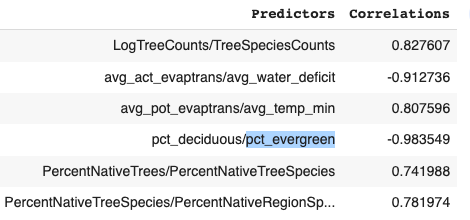 Predictors Correlations
LogTreeCounts/TreeSpeciesCounts 0.827607
avg_act_evaptrans/avg_water_deficit -0.912736
avg_pot_evaptrans/avg_temp_min 0.807596
pct_deciduous/pct_evergreen -0.983549
PercentNativeTrees/PercentNativeTreeSpecies 0.741988
PercentNativeTreeSpecies/PercentNativeRegionSp... 0.781974